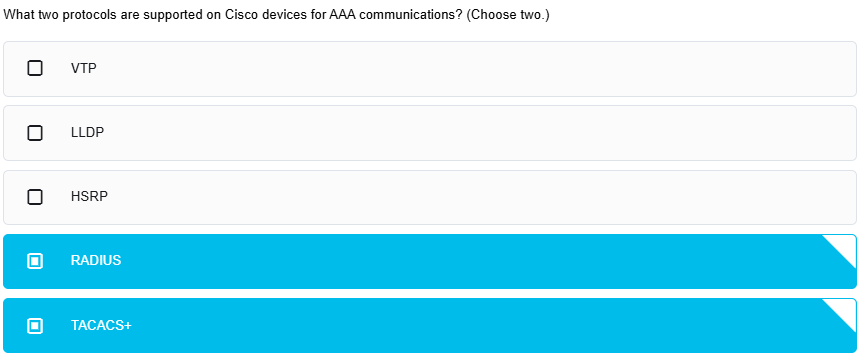 What two protocols are supported on Cisco devices for AAA communications? (Choose two.)
VTP
LLDP
HSRP
RADIUS
TACACS+